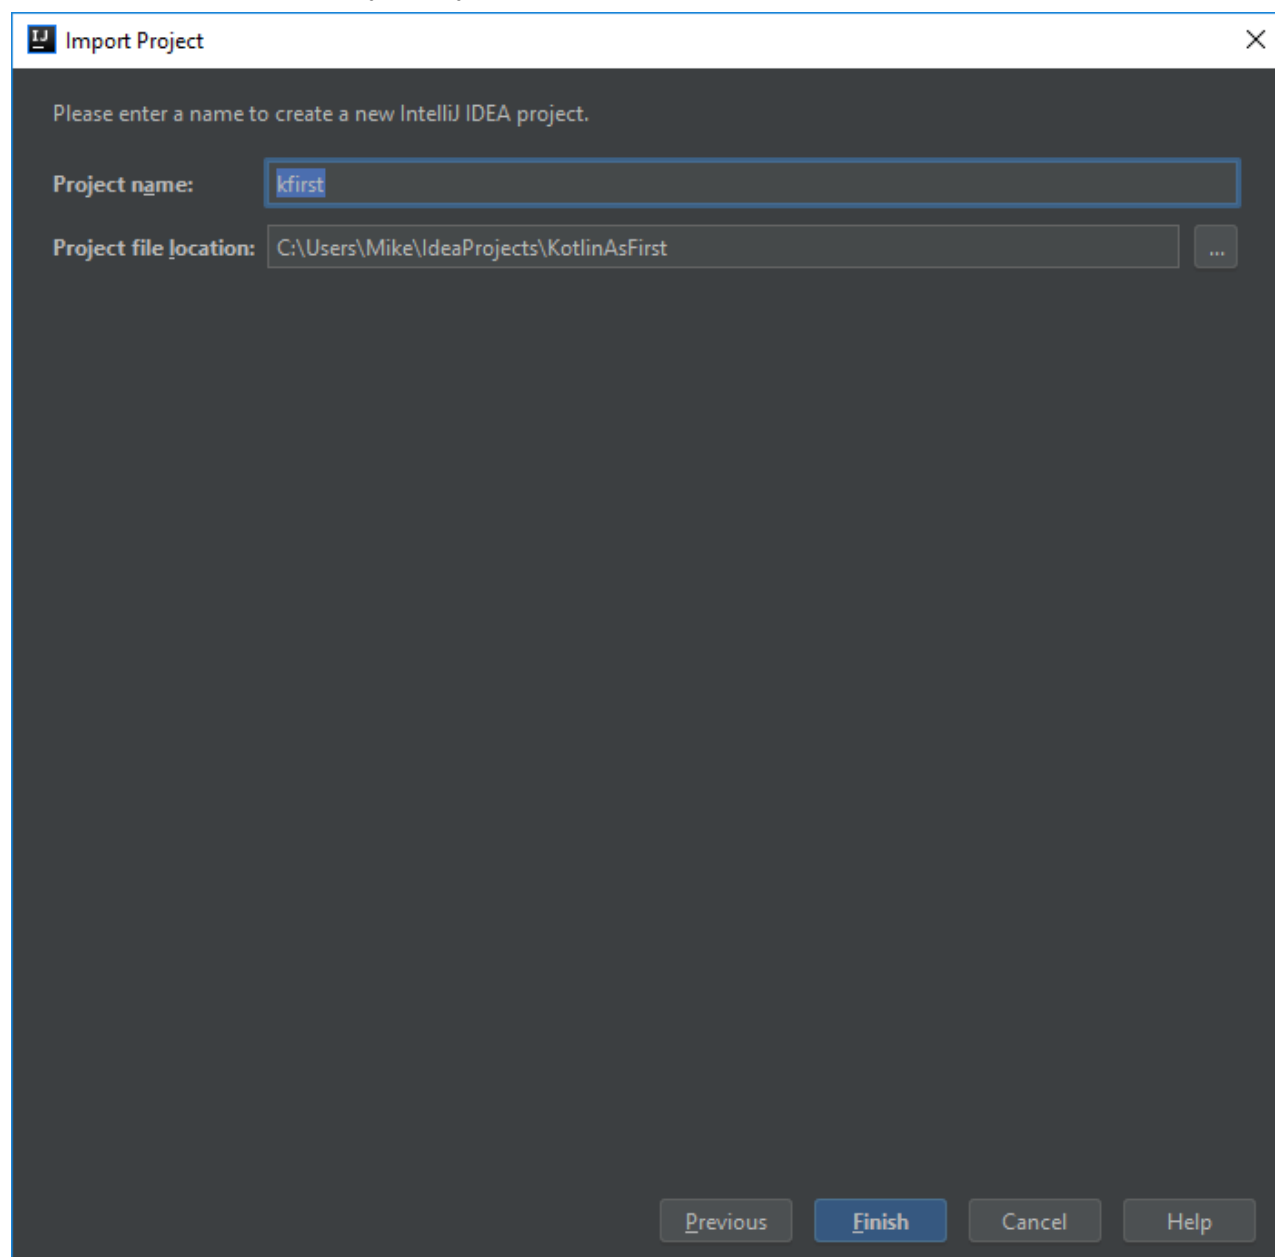 IJ Import Project
Please enter a name to create a new IntelliJ IDEA project.
Project name: kfirst
Project file location: C:\Users\Mike\IdeaProjects\KotlinAsFirst ...
Previous Finish Cancel Help